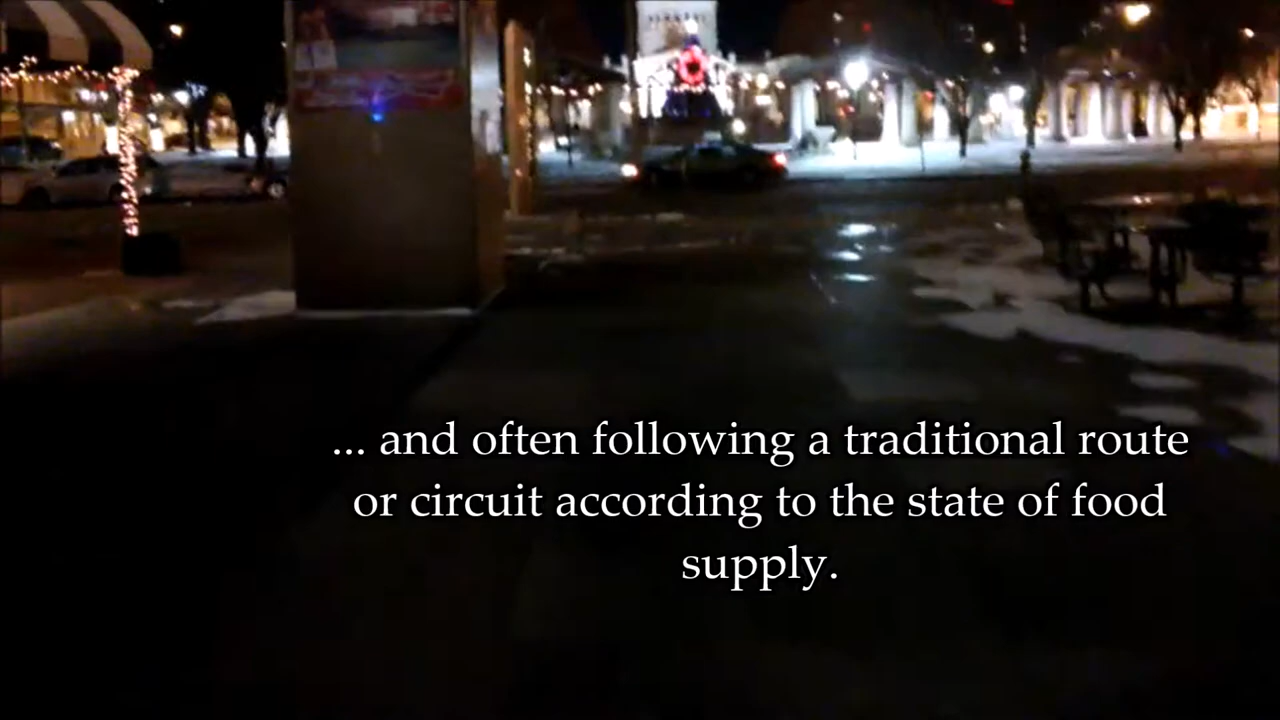 ... and often following a traditional route
or circuit according to the state of food
supply.